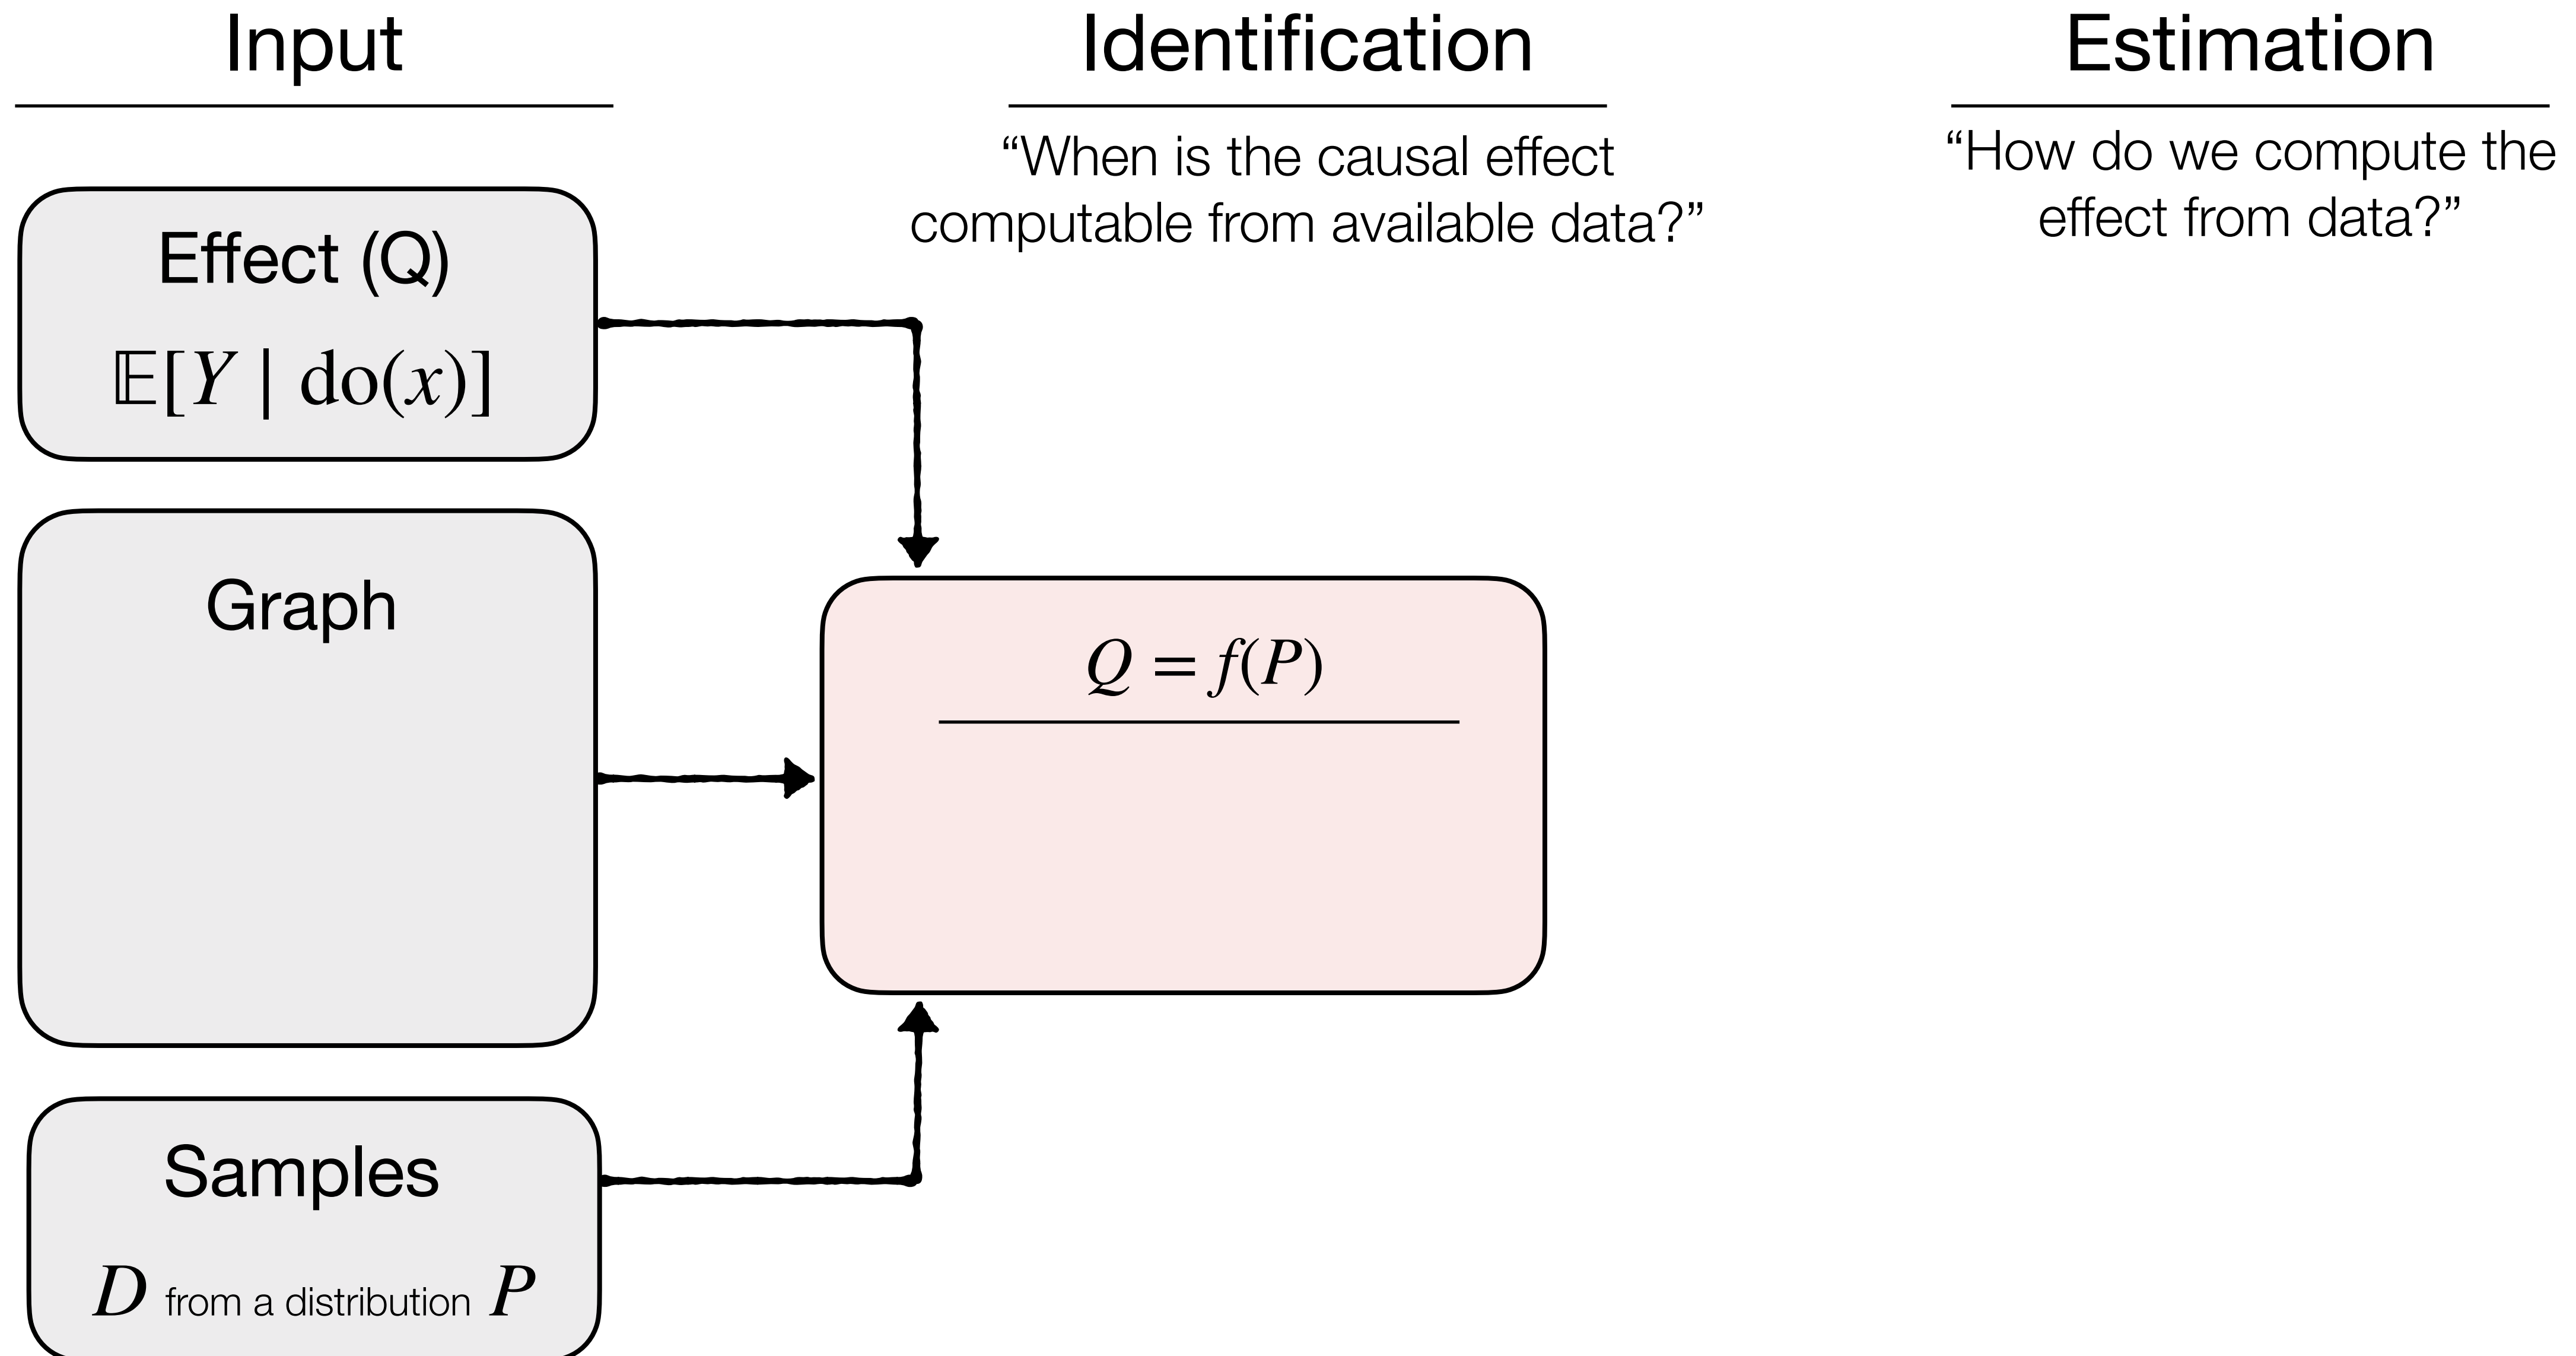 Input
Identification
Estimation
“When is the causal effect
computable from available data?”
“How do we compute the
effect from data?”
Effect (Q)
𝔼[Y | do(x)]
Graph
Q = f(P)
Samples
D from a distribution P